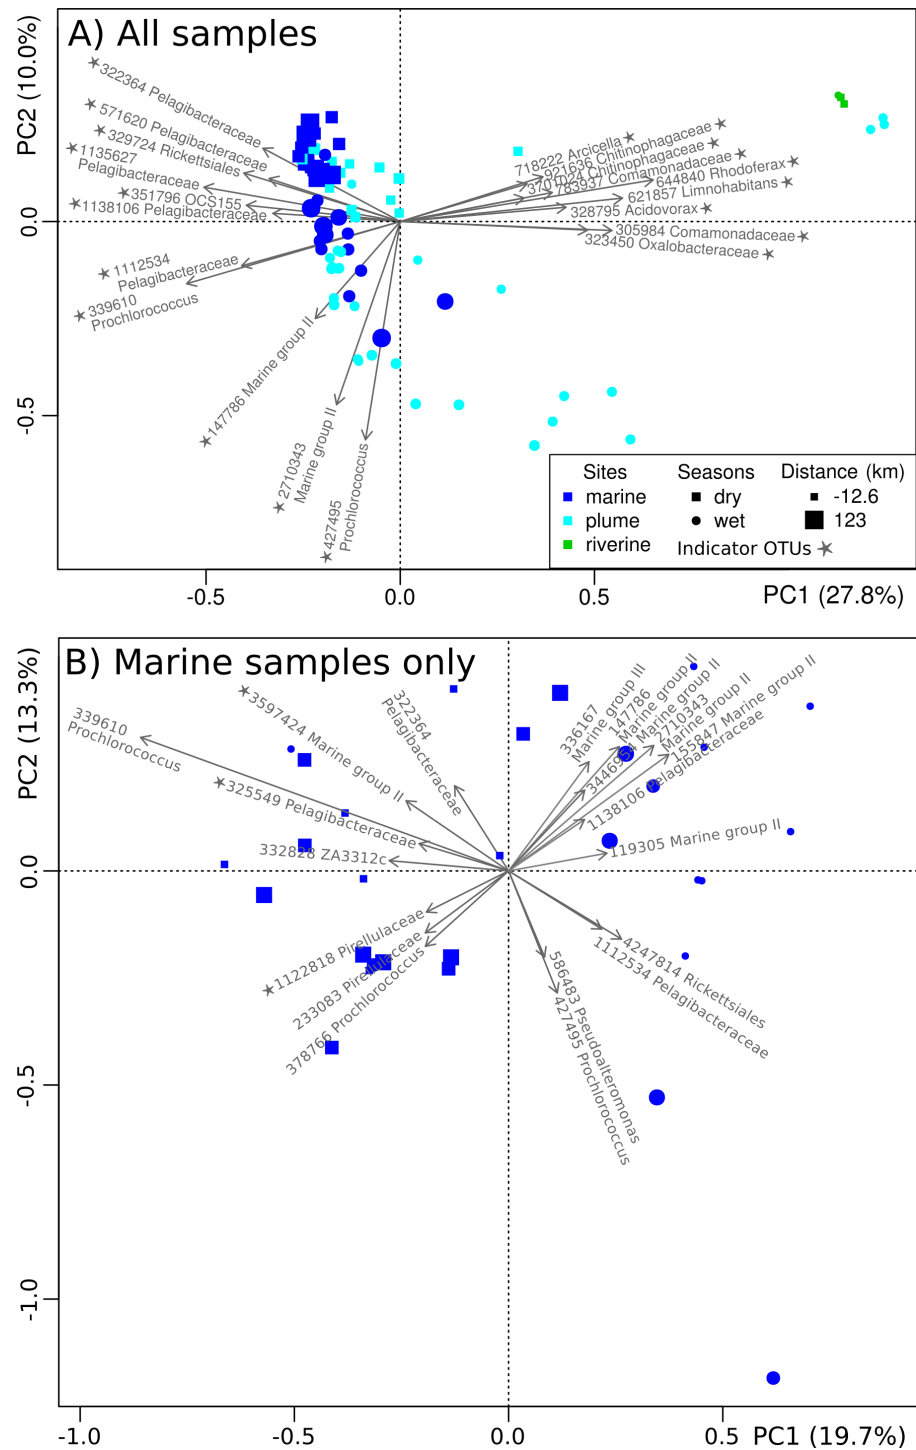 A) All samples
PC2 (10.0%)
0.0
-0.5
★322364 Pelagibacteraceae
★571620 Pelagibacteraceae
★329724 Rickettsiales
★1135627
Pelagibacteraceae
★351796 OCS155
★1138106 Pelagibacteraceae
★1112534
Pelagibacteraceae
★339610
Prochlorococcus
★147786 Marine group II
★2710343
Marine group II
★427495
Prochlorococcus
718222 Arcicella★
921636 Chitinophagaceae★
Chitinophagaceae★
783937 Comamonadaceae★
644840 Rhodoferax★
621857 Limnohabitans★
328795 Acidovorax★
305984 Comamonadaceae★
323450 Oxalobacteraceae★
Sites
marine
plume
riverine
Seasons
dry
wet
Distance (km)
-12.6
123
Indicator OTUs ★
-0.5
0.0
0.5
PC1 (27.8%)
B) Marine samples only
PC2 (13.3%)
0.0
-0.5
-1.0
339610
Prochlorococcus
★3597424 Marine group II
322364
Pelagibacteraceae
★325549 Pelagibacteraceae
332828 ZA3312c
★1122818 Pirellulaceae
233083 Pirellulaceae
378766 Prochlorococcus
336167
Marine group III
147786
Marine group II
Marine group II
2710343
Marine group II
155847 Marine group II
1138106 Pelagibacteraceae
119305 Marine group II
4247814 Rickettsiales
1112534 Pelagibacteraceae
586483 Pseudoalteromonas
427495 Prochlorococcus
-1.0
-0.5
0.0
0.5
PC1 (19.7%)